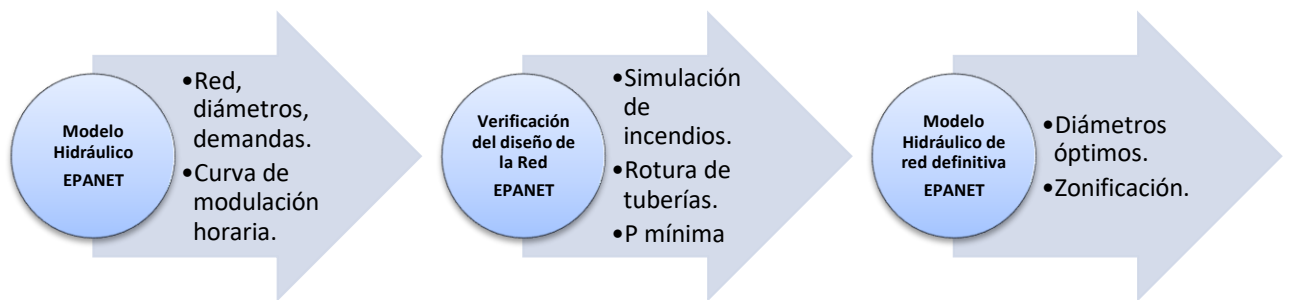 Modelo
Hidráulico
EPANET
•Red,
diámetros,
demandas.
•Curva de
modulación
horaria.
Verificación
del diseño de
la Red
EPANET
•Simulación
de
incendios.
•Rotura de
tuberías.
•P mínima
Modelo
Hidráulico de
red definitiva
EPANET
•Diámetros
óptimos.
•Zonificación.